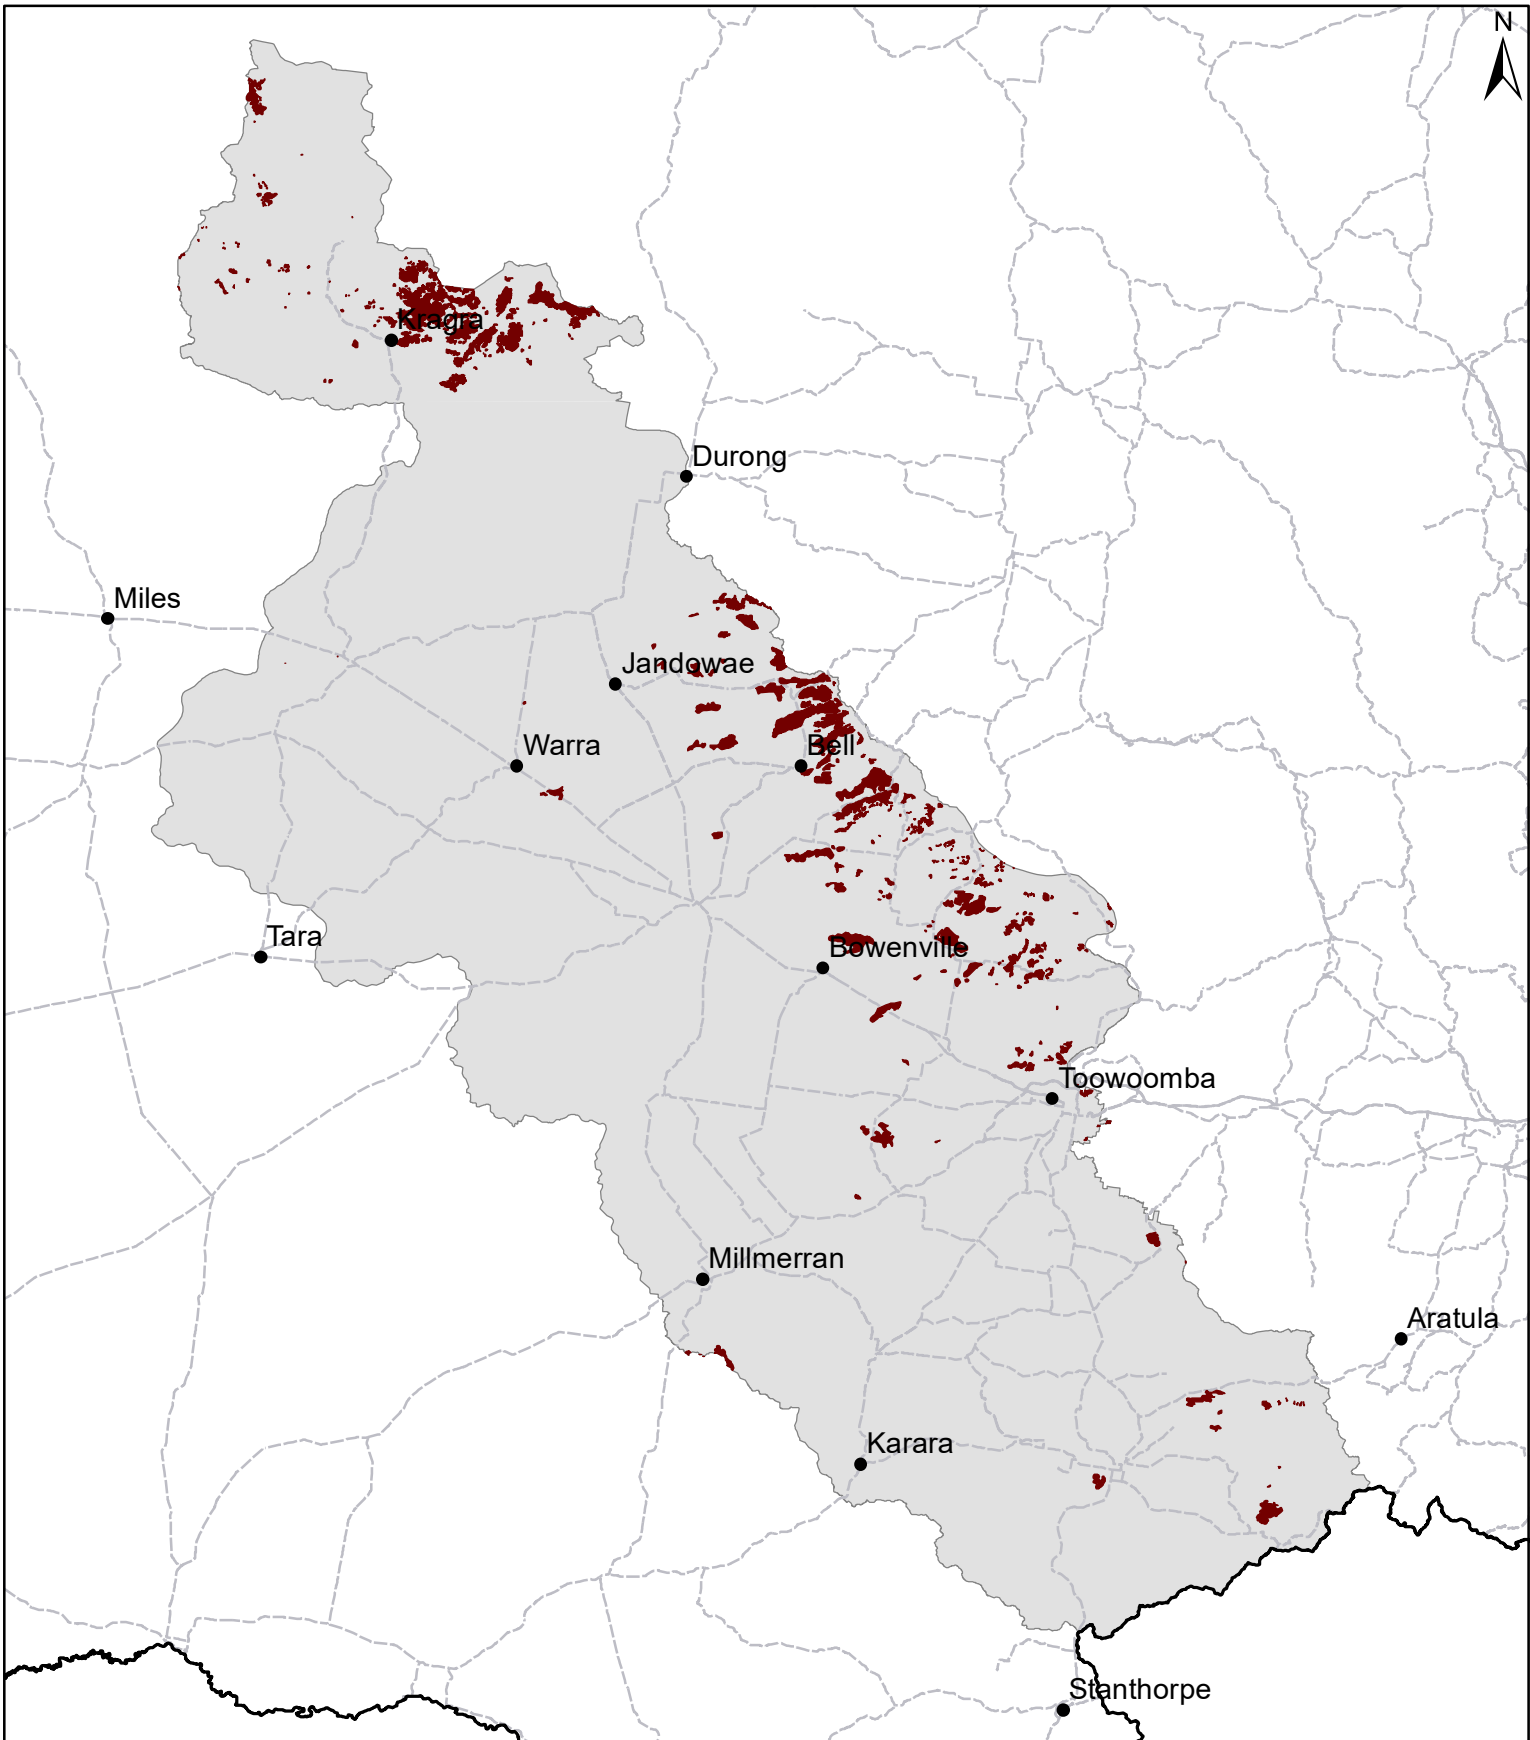 N
Kragra
Durong
Miles
Jandowae
Warra
Bell
Tara
Bowenville
Toowoomba
Millmerran
Aratula
Karara
Stanthorpe